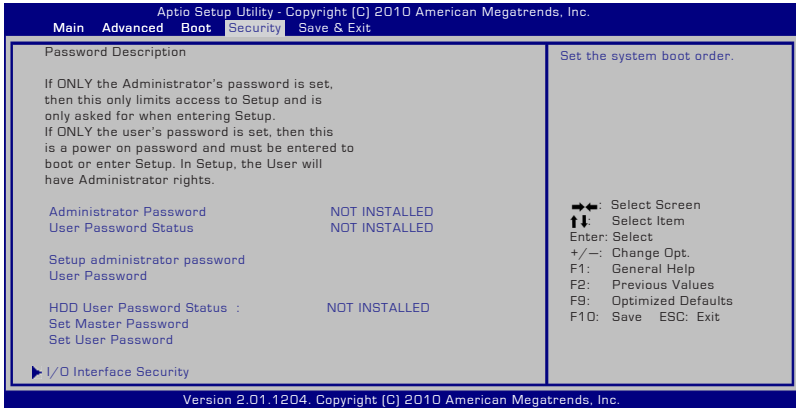 Aptio Setup Utility - Copyright (C) 2010 American Megatrends, Inc.
Main Advanced Boot Security Save & Exit
Password Description
If ONLY the Administrator's password is set,
then this only limits access to Setup and is
only asked for when entering Setup.
If ONLY the user's password is set, then this
is a power on password and must be entered to
boot or enter Setup. In Setup, the User will
have Administrator rights.
Administrator Password NOT INSTALLED
User Password Status NOT INSTALLED
Setup administrator password
User Password
HDD User Password Status : NOT INSTALLED
Set Master Password
Set User Password
I/O Interface Security
Set the system boot order.
→←: Select Screen
↑↓: Select Item
Enter: Select
+/—: Change Opt.
F1: General Help
F2: Previous Values
F9: Optimized Defaults
F10: Save ESC: Exit
Version 2.01.1204. Copyright (C) 2010 American Megatrends, Inc.